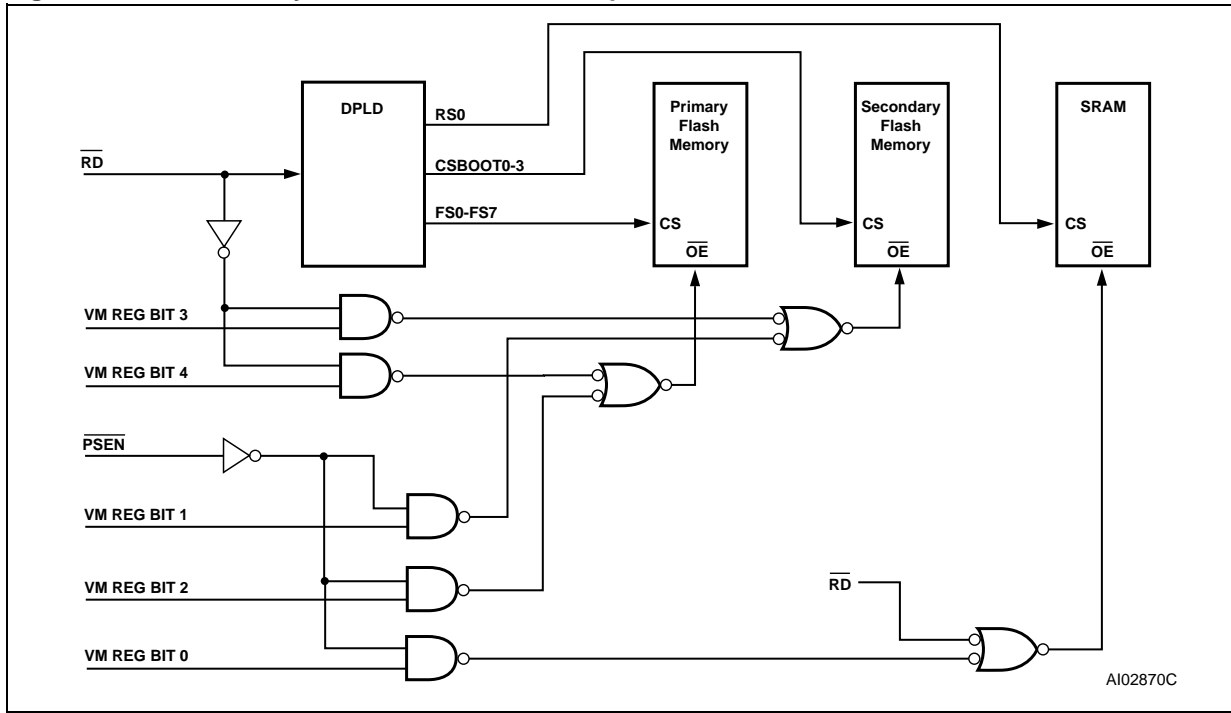 DPLD
RS0
CSBOOT0-3
FS0-FS7
Primary
Flash
Memory
CS
OE
Secondary
Flash
Memory
CS
OE
SRAM
CS
OE
RD
VM REG BIT 3
VM REG BIT 4
PSEN
VM REG BIT 1
VM REG BIT 2
VM REG BIT 0
RD
AI02870C